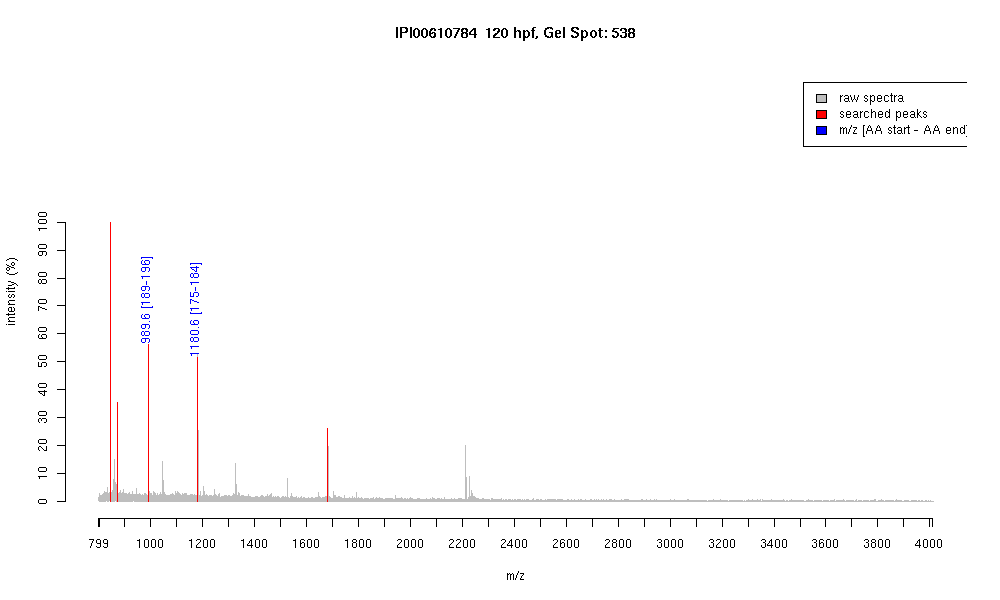 IPI00610784 120 hpf, Gel Spot: 538
raw spectra
searched peaks
m/z [AA start - AA end]
intensity (%)
100
90
80
70
60
50
40
30
20
10
0
989.6 [189-196]
1180.6 [175-184]
799 1000 1200 1400 1600 1800 2000 2200 2400 2600 2800 3000 3200 3400 3600 3800 4000
m/z